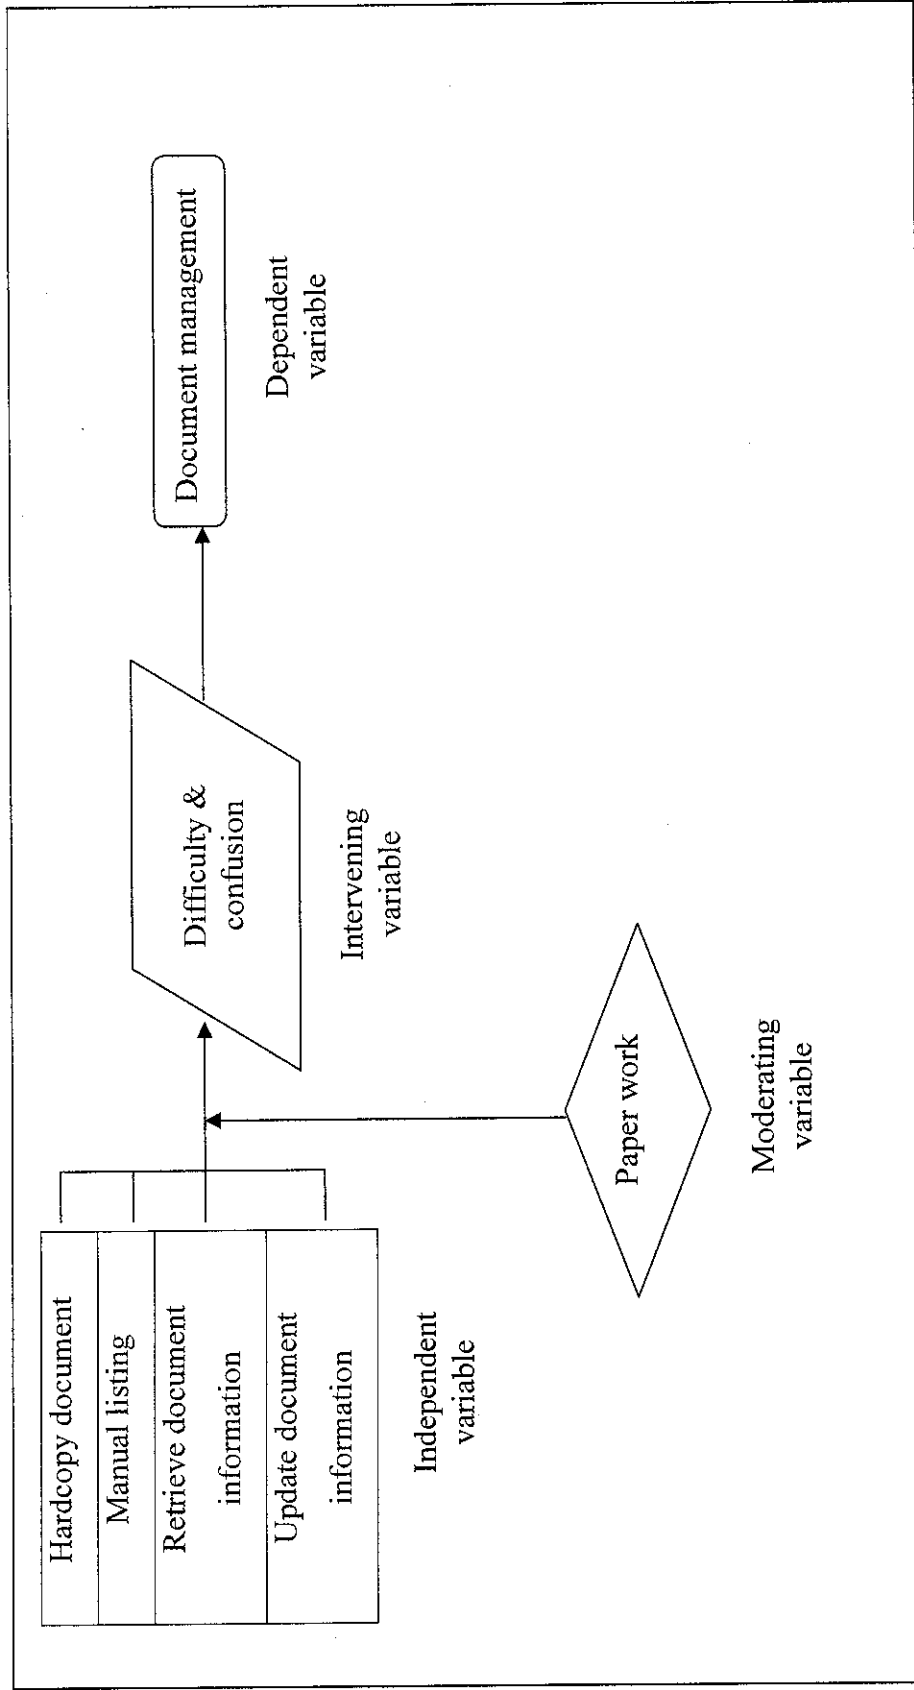 Hardcopy document
Manual listing
Retrieve document
information
Update document
information
Independent
variable
Difficulty &
confusion
Intervening
variable
Document management
Dependent
variable
Paper work
Moderating
variable